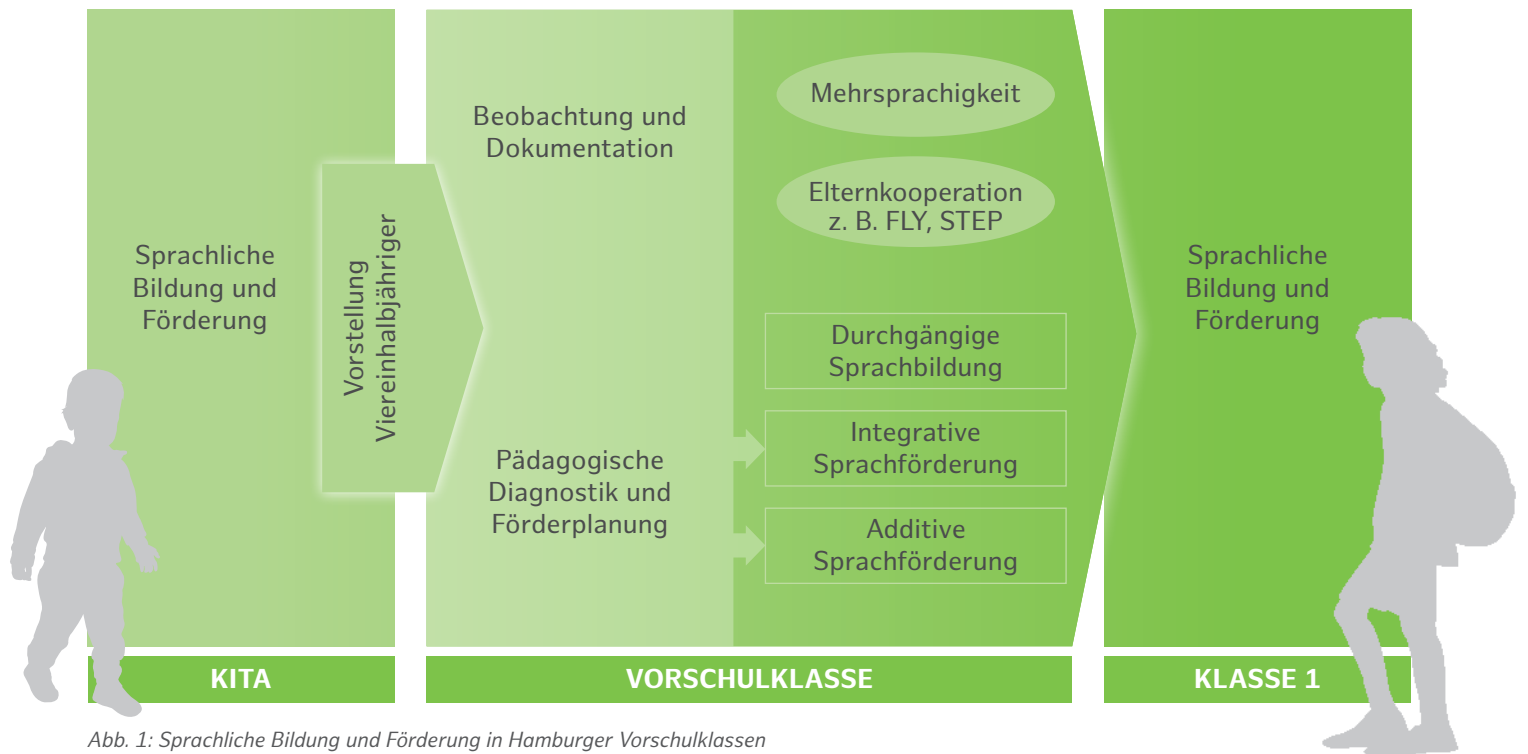 Sprachliche
Bildung und
Förderung
Vorstellung
Viereinhalbjähriger
Beobachtung und
Dokumentation
Pädagogische
Diagnostik und
Förderplanung
Mehrsprachigkeit
Elternkooperation
z. B. FLY, STEP
Durchgängige
Sprachbildung
Integrative
Sprachförderung
Additive
Sprachförderung
Sprachliche
Bildung und
Förderung
KITA
VORSCHULKLASSE
KLASSE 1
Abb. 1: Sprachliche Bildung und Förderung in Hamburger Vorschulklassen